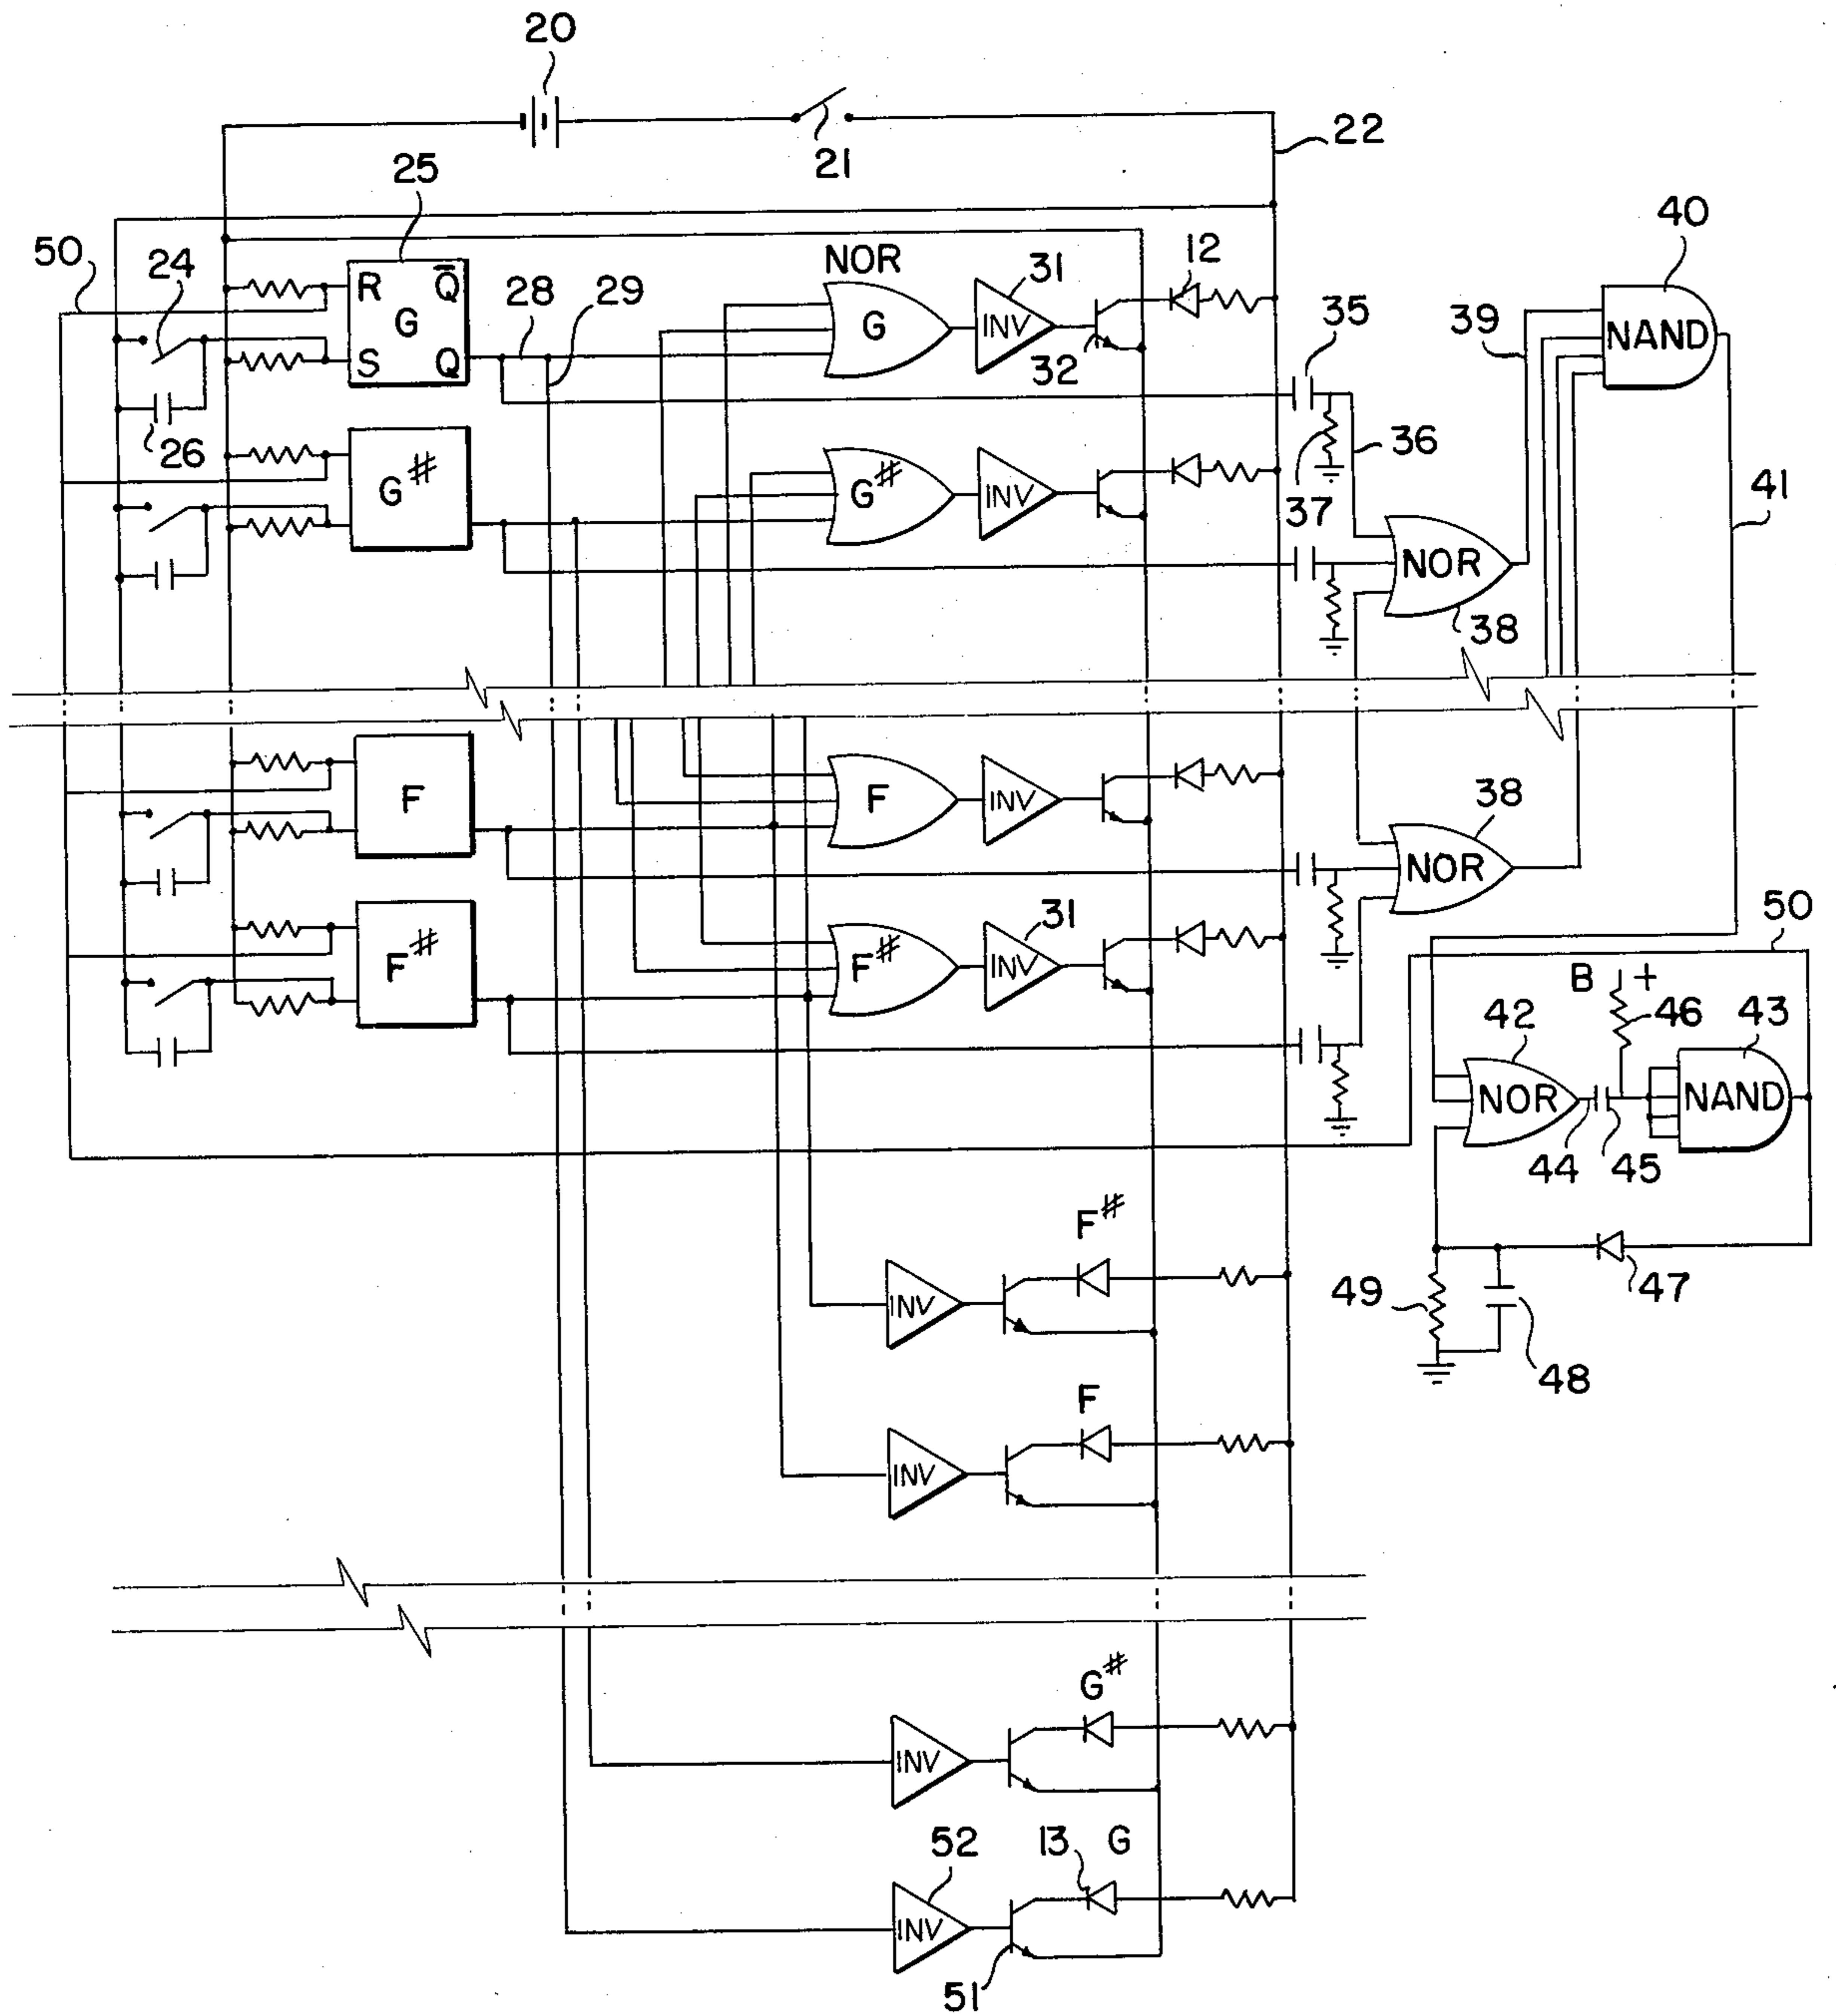 20
21
22
25
40
50
24
R Q̅
G
S Q
28
29
NOR
G
31
INV
32
12
35
39
NAND
26
G#
G#
INV
37
36
41
NOR
38
F
F
INV
38
NOR
F#
F#
31
INV
50
B +
46
43
42
NOR
NAND
44
45
F#
INV
49
47
48
F
INV
G#
INV
52
13
G
INV
51